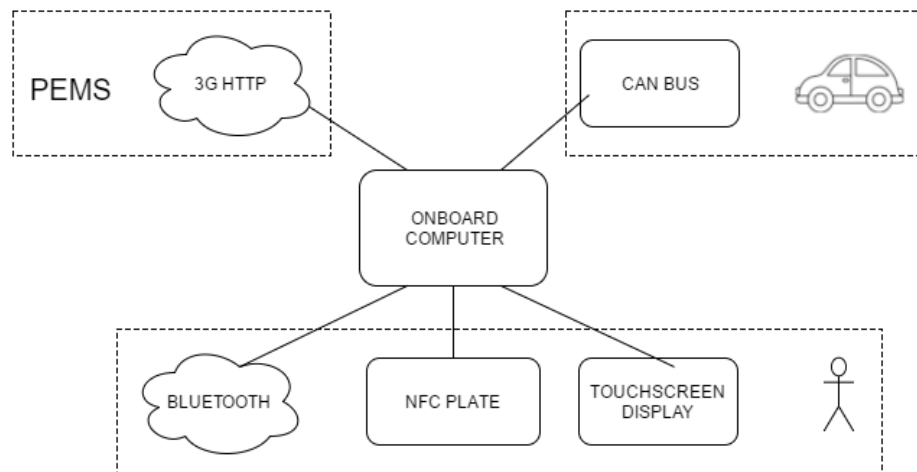 PEMS
3G HTTP
CAN BUS
ONBOARD
COMPUTER
BLUETOOTH
NFC PLATE
TOUCHSCREEN
DISPLAY